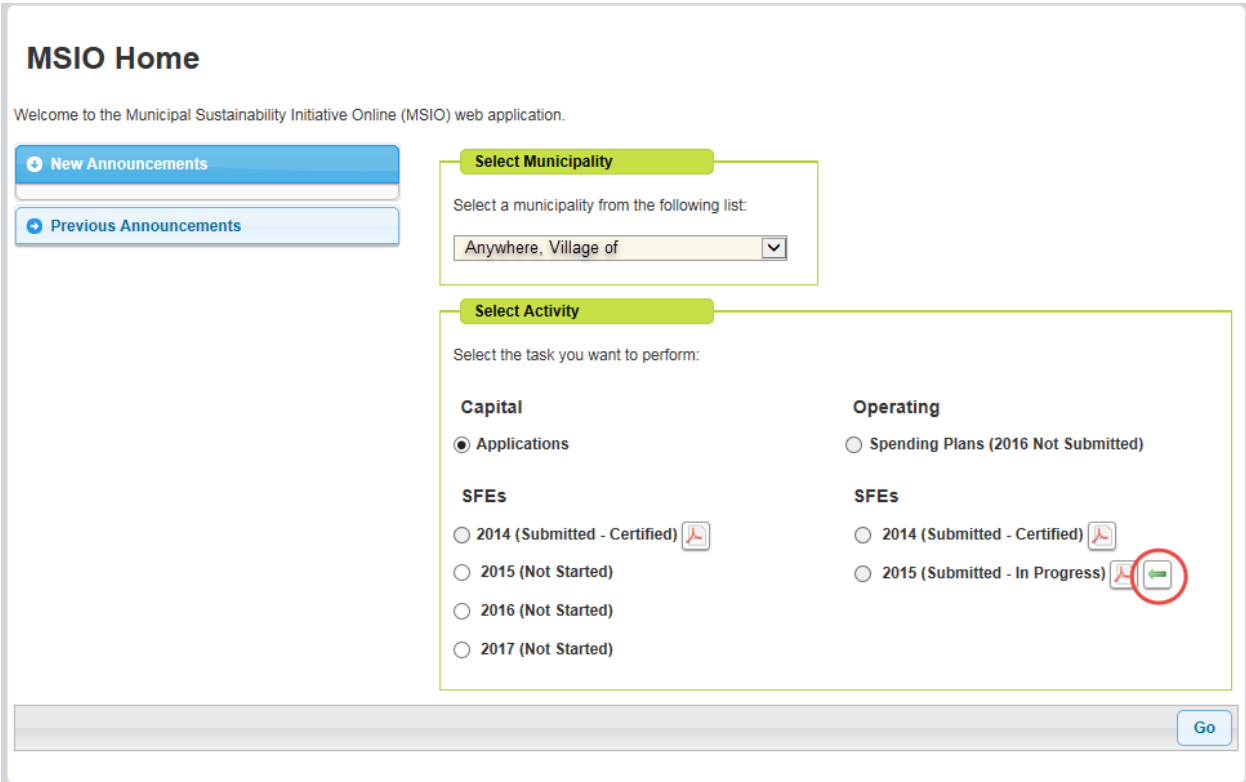 MSIO Home
Welcome to the Municipal Sustainability Initiative Online (MSIO) web application.
New Announcements
Previous Announcements
Select Municipality
Select a municipality from the following list:
Anywhere, Village of
Select Activity
Select the task you want to perform:
Capital
Applications
SFEs
2014 (Submitted - Certified)
2015 (Not Started)
2016 (Not Started)
2017 (Not Started)
Operating
Spending Plans (2016 Not Submitted)
SFEs
2014 (Submitted - Certified)
2015 (Submitted - In Progress)
Go